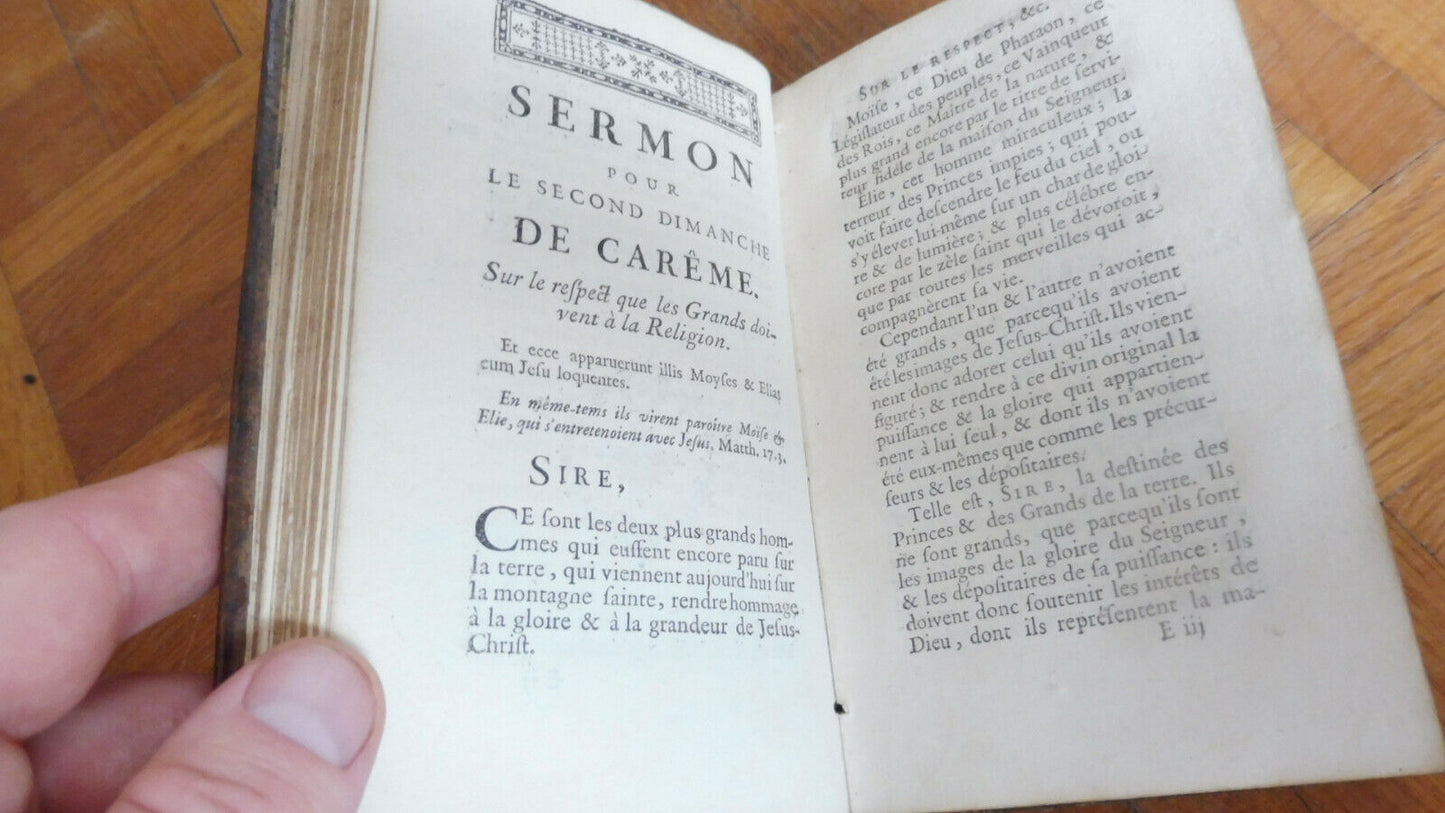 SERMON
POUR
LE SECOND DIMANCHE
DE CARÊME.
Sur le reſpect que les Grands doi-
vent à la Religion.
Et ecce apparuerunt illis Moyſes & Elias
cum Jeſu loquentes.
En même-tems ils virent paroître Moïſe &
Elie, qui s'entretenoient avec Jeſus. Matth. 17. 3.
SIRE,
CE ſont les deux plus grands hom-
mes qui euſſent encore paru ſur
la terre, qui viennent aujourd'hui ſur
la montagne ſainte, rendre hommage
à la gloire & à la grandeur de Jeſus-
Chriſt.
SUR LE RESPECT, &c.
Moïſe, ce Dieu de Pharaon, ce
Légiſlateur des peuples, ce Vainqueur
des Rois, ce Maître de la nature, &
plus grand encore par le titre de ſervi-
teur fidéle de la maiſon du Seigneur.
Elie, cet homme miraculeux; la
terreur des Princes impies; qui pou-
voit faire deſcendre le feu du ciel, ou
s'y élever lui-même ſur un char de gloi-
re & de lumière; & plus célébre en-
core par le zèle ſaint qui le dévoroit,
que par toutes les merveilles qui ac-
compagnèrent ſa vie.
Cependant l'un & l'autre n'avoient
été grands, que parcequ'ils avoient
été les images de Jeſus-Chriſt. Ils vien-
nent donc adorer celui qu'ils avoient
figuré; & rendre à ce divin original la
puiſſance & la gloire qui appartien-
nent à lui ſeul, & dont ils n'avoient
été eux-mêmes que comme les précur-
ſeurs & les dépoſitaires.
Telle eſt, SIRE, la deſtinée des
Princes & des Grands de la terre. Ils
ne ſont grands, que parcequ'ils ſont
les images de la gloire du Seigneur,
& les dépoſitaires de ſa puiſſance: ils
doivent donc ſoutenir les intérêts de
Dieu, dont ils repréſentent la ma-
E iij